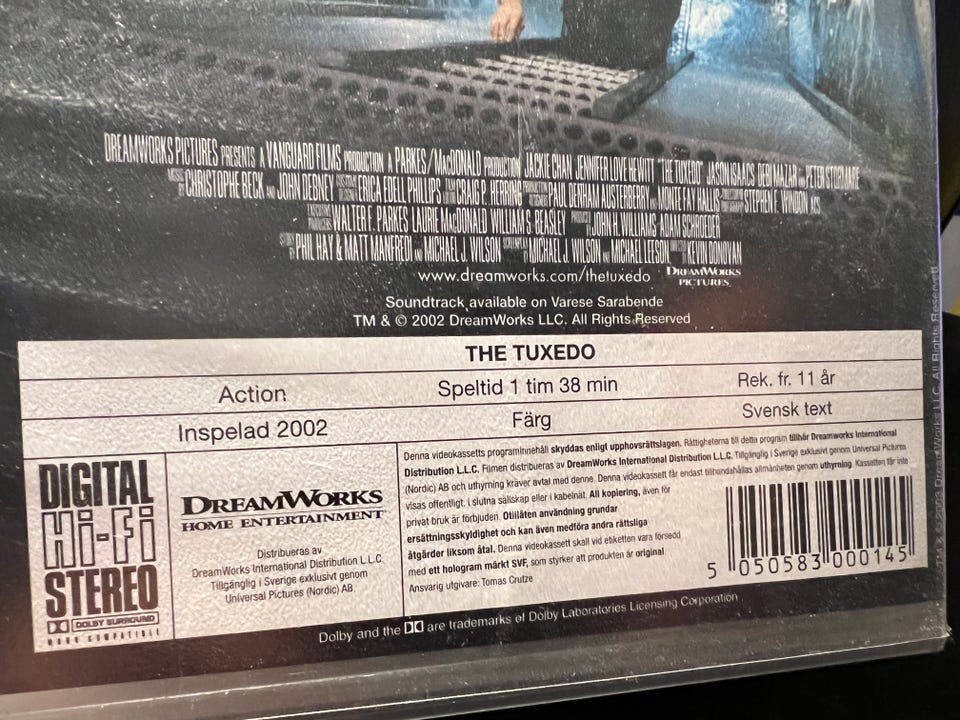 DREAMWORKS PICTURES PRESENTS A VANGUARD FILMS PRODUCTION A PARKES/MACDONALD PRODUCTION JACKIE CHAN JENNIFER LOVE HEWITT "THE TUXEDO" JASON ISAACS DEBI MAZAR AND PETER STORMARE
MUSIC BY CHRISTOPHE BECK AND JOHN DEBNEY ERICA EDELL PHILLIPS CRAIG P. HERRING PAUL DENHAM AUSTERBERRY AND MONTE FAY HALLIS STEPHEN F. WINDON ACS
WALTER F. PARKES LAURIE MACDONALD WILLIAM S. BEASLEY JOHN H. WILLIAMS ADAM SCHROEDER
STORY BY PHIL HAY & MATT MANFREDI AND MICHAEL J. WILSON MICHAEL J. WILSON AND MICHAEL LEESON KEVIN DONOVAN
www.dreamworks.com/thetuxedo DREAMWORKS PICTURES
Soundtrack available on Varese Sarabende
TM & © 2002 DreamWorks LLC. All Rights Reserved
THE TUXEDO
Action Speltid 1 tim 38 min Rek. fr. 11 år
Inspelad 2002 Färg Svensk text
DIGITAL
Hi-Fi
STEREO
DOLBY SURROUND
MONO COMPATIBLE
DREAMWORKS
HOME ENTERTAINMENT
Distribueras av
DreamWorks International Distribution L.L.C.
Tillgänglig i Sverige exklusivt genom
Universal Pictures (Nordic) AB.
Denna videokassetts programinnehåll skyddas enligt upphovsrättslagen. Rättigheterna till detta program tillhör Dreamworks International
Distribution L.L.C. Filmen distribueras av DreamWorks International Distribution L.L.C. Tillgänglig i Sverige exklusivt genom Universal Pictures
(Nordic) AB och uthyrning kräver avtal med denne. Denna videokassett får endast tillhandahållas allmänheten genom uthyrning. Kassetten får inte
visas offentligt, i slutna sällskap eller i kabelnät. All kopiering, även för
privat bruk är förbjuden. Otillåten användning grundar
ersättningsskyldighet och kan även medföra andra rättsliga
åtgärder liksom åtal. Denna videokassett skall vid etiketten vara försedd
med ett hologram märkt SVF, som styrker att produkten är original
Ansvarig utgivare: Tomas Crutze
5 050583 000145
Dolby and the DD are trademarks of Dolby Laboratories Licensing Corporation
DreamWorks LLC. All Rights Reserved